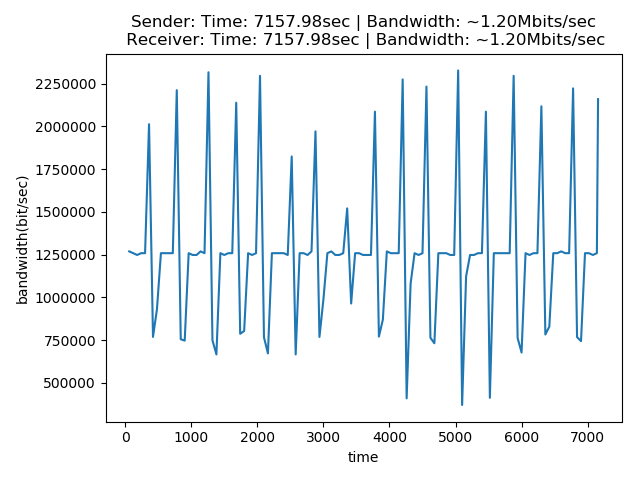 Sender: Time: 7157.98sec | Bandwidth: ~1.20Mbits/sec
Receiver: Time: 7157.98sec | Bandwidth: ~1.20Mbits/sec
2250000
2000000
1750000
1500000
1250000
1000000
750000
500000
bandwidth(bit/sec)
0 1000 2000 3000 4000 5000 6000 7000
time